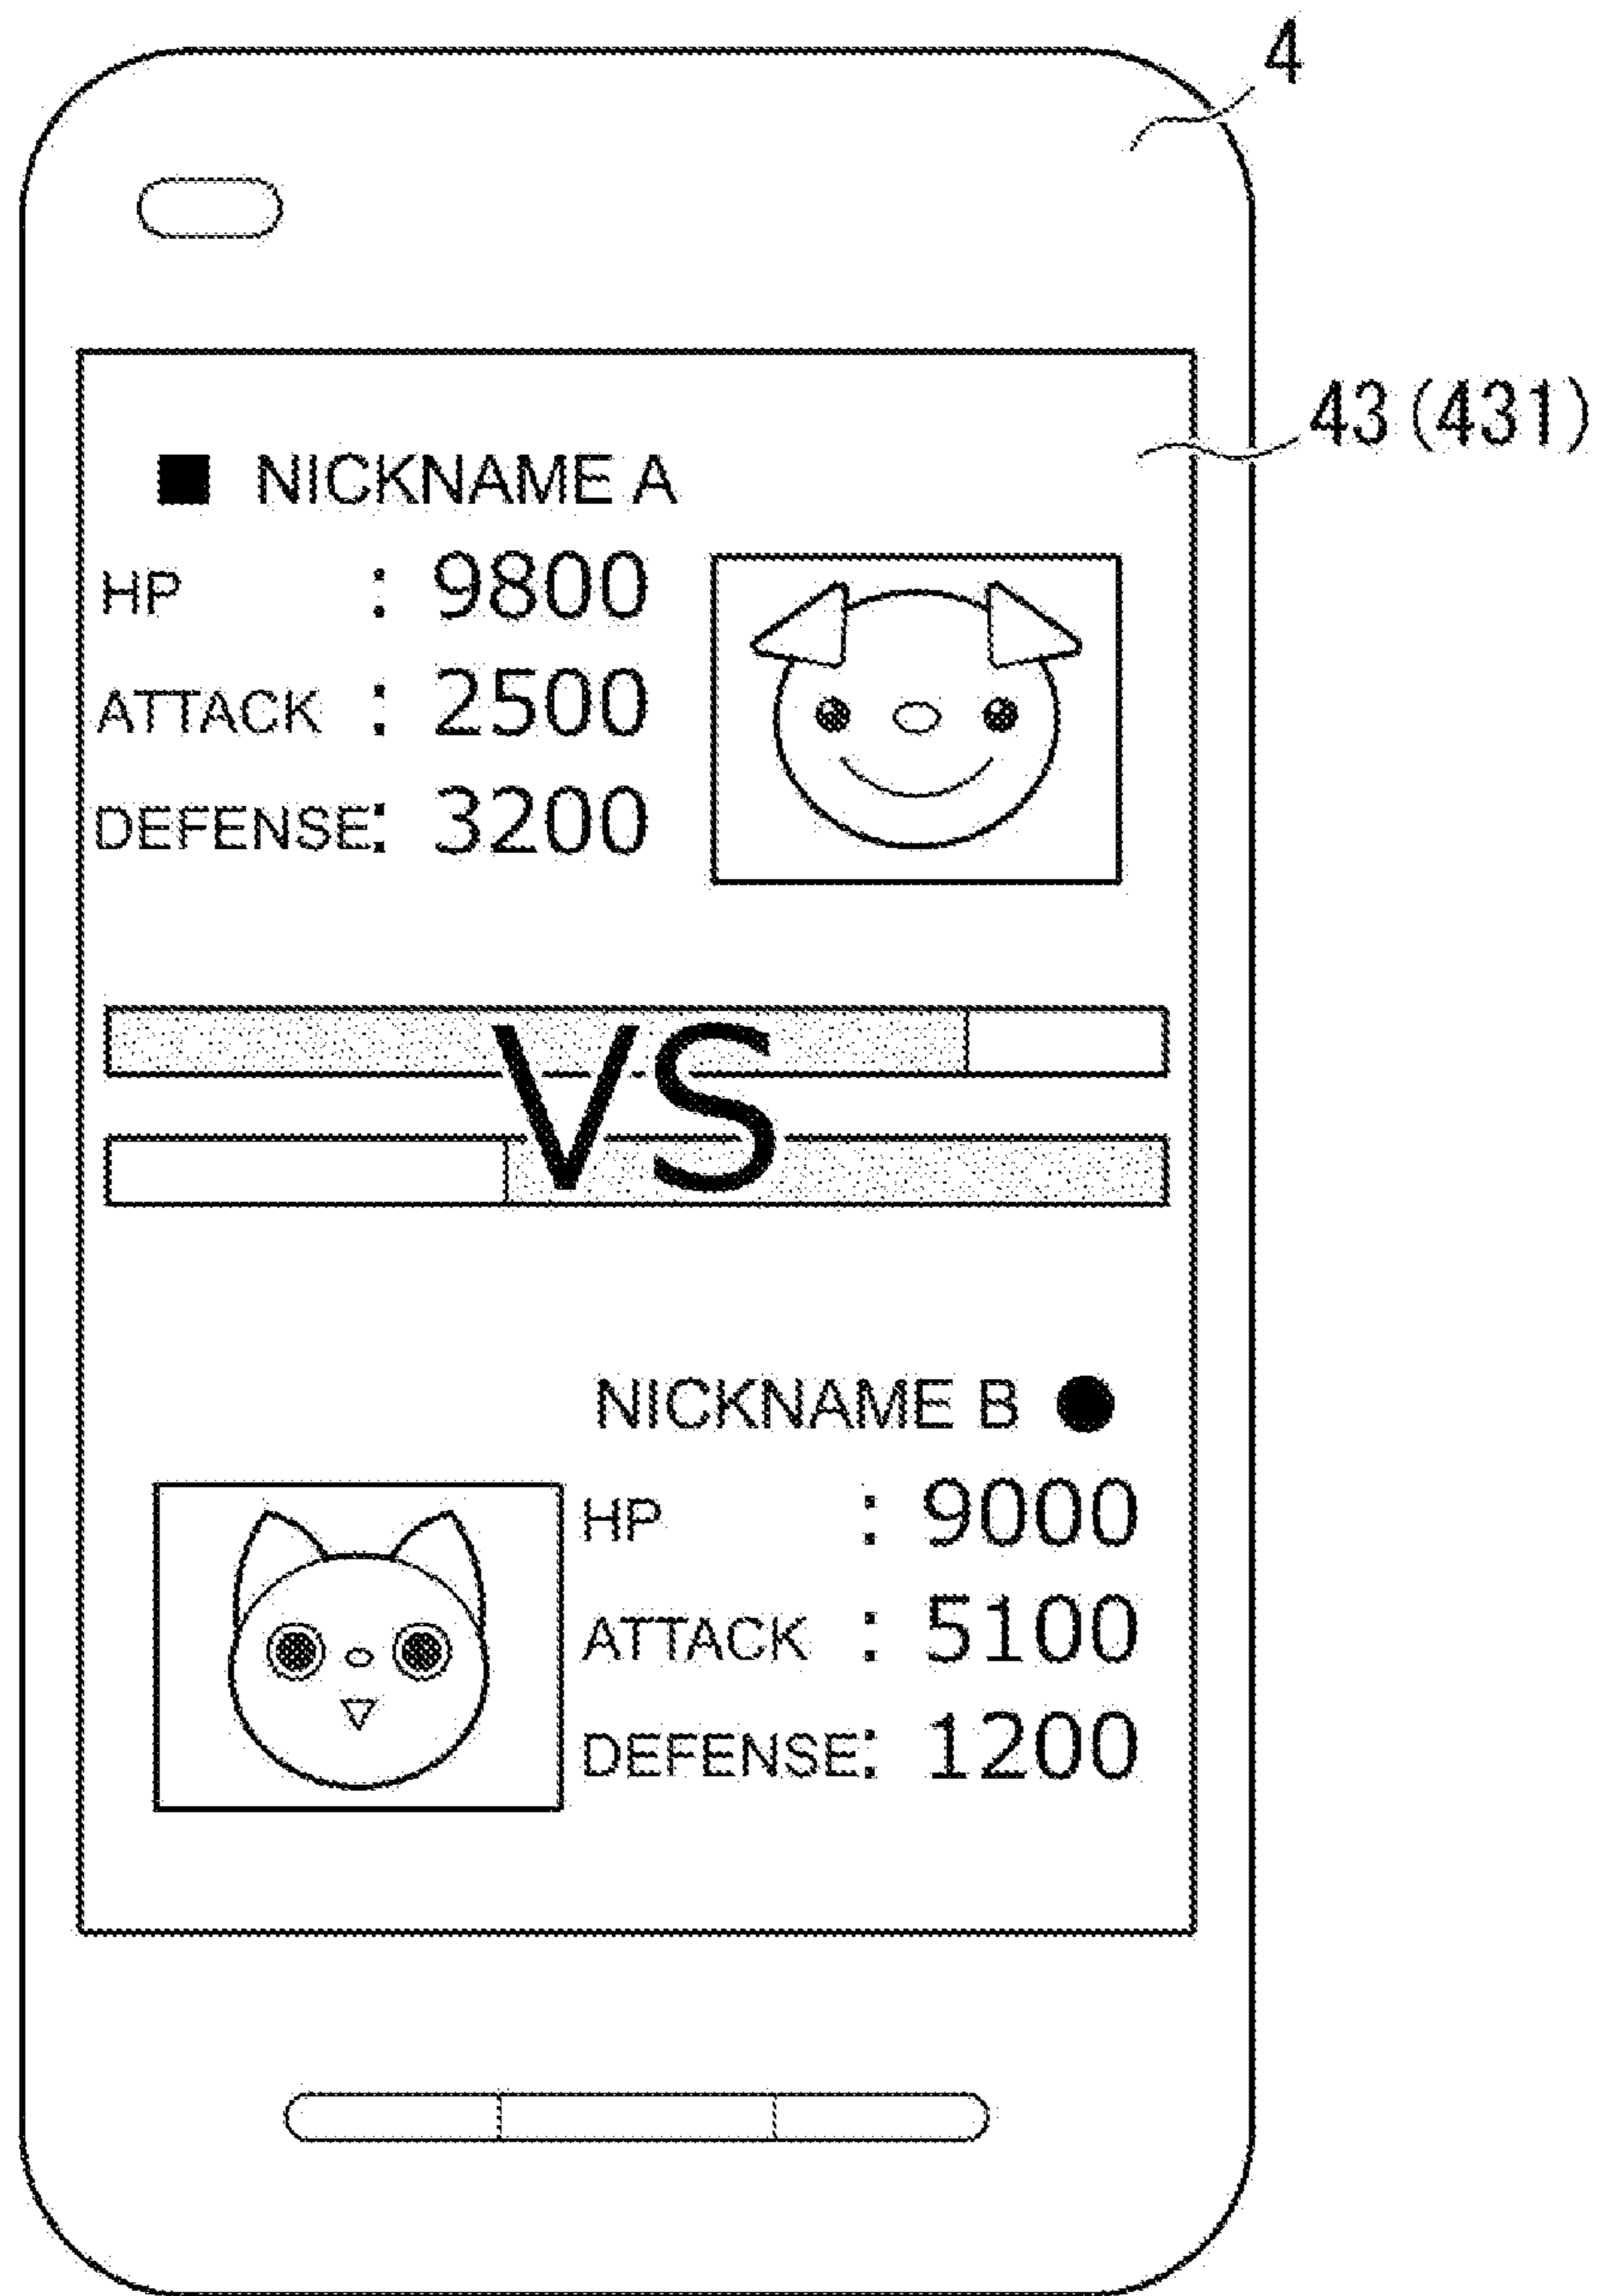 4
43 (431)
■ NICKNAME A
HP : 9800
ATTACK : 2500
DEFENSE: 3200
VS
NICKNAME B ●
HP : 9000
ATTACK : 5100
DEFENSE: 1200